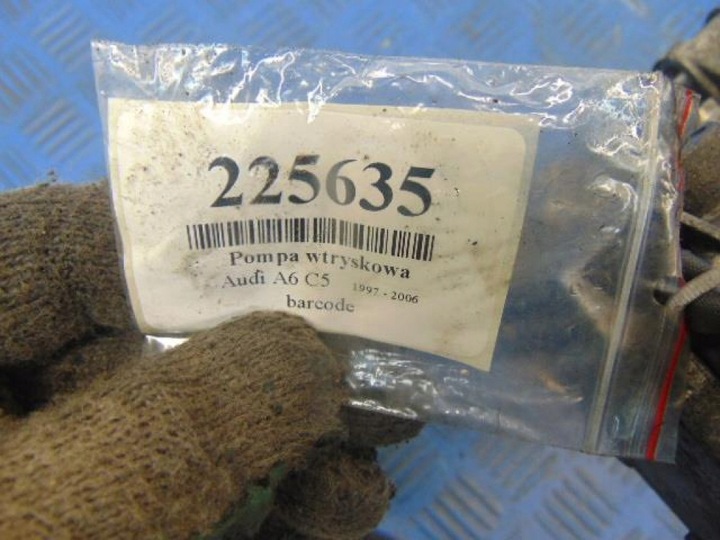 225635
Pompa wtryskowa
Audi A6 C5 1997 - 2006
barcode